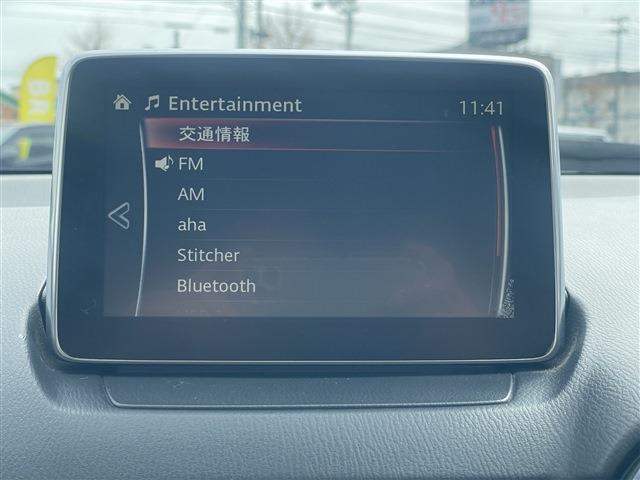 Entertainment 11:41
交通情報
FM
AM
aha
Stitcher
Bluetooth